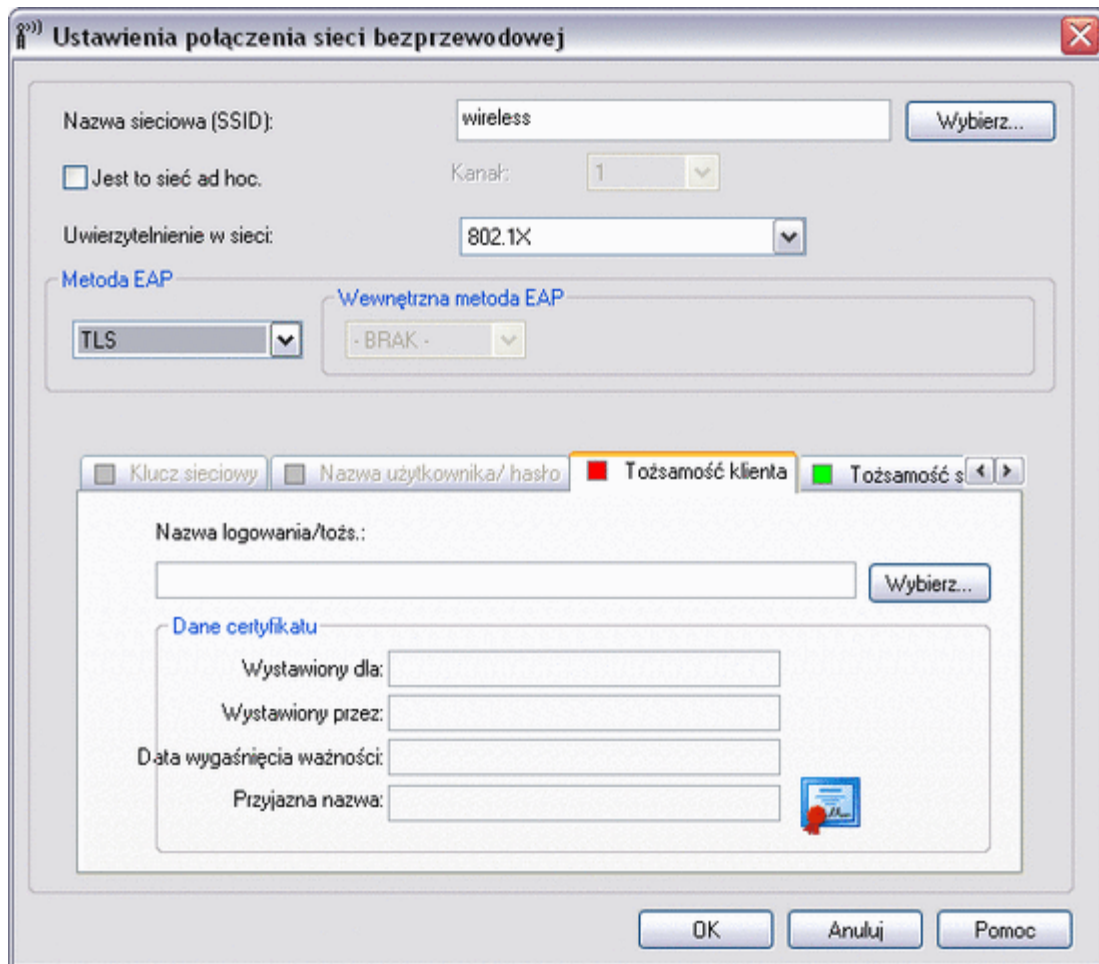 Ustawienia połączenia sieci bezprzewodowej
Nazwa sieciowa (SSID): wireless Wybierz...
Jest to sieć ad hoc. Kanał: 1
Uwierzytelnienie w sieci: 802.1X
Metoda EAP
Wewnętrzna metoda EAP
TLS - BRAK -
Klucz sieciowy Nazwa użytkownika/ hasło Tożsamość klienta Tożsamość s
Nazwa logowania/tożs.:
Wybierz...
Dane certyfikatu
Wystawiony dla:
Wystawiony przez:
Data wygaśnięcia ważności:
Przyjazna nazwa:
OK Anuluj Pomoc